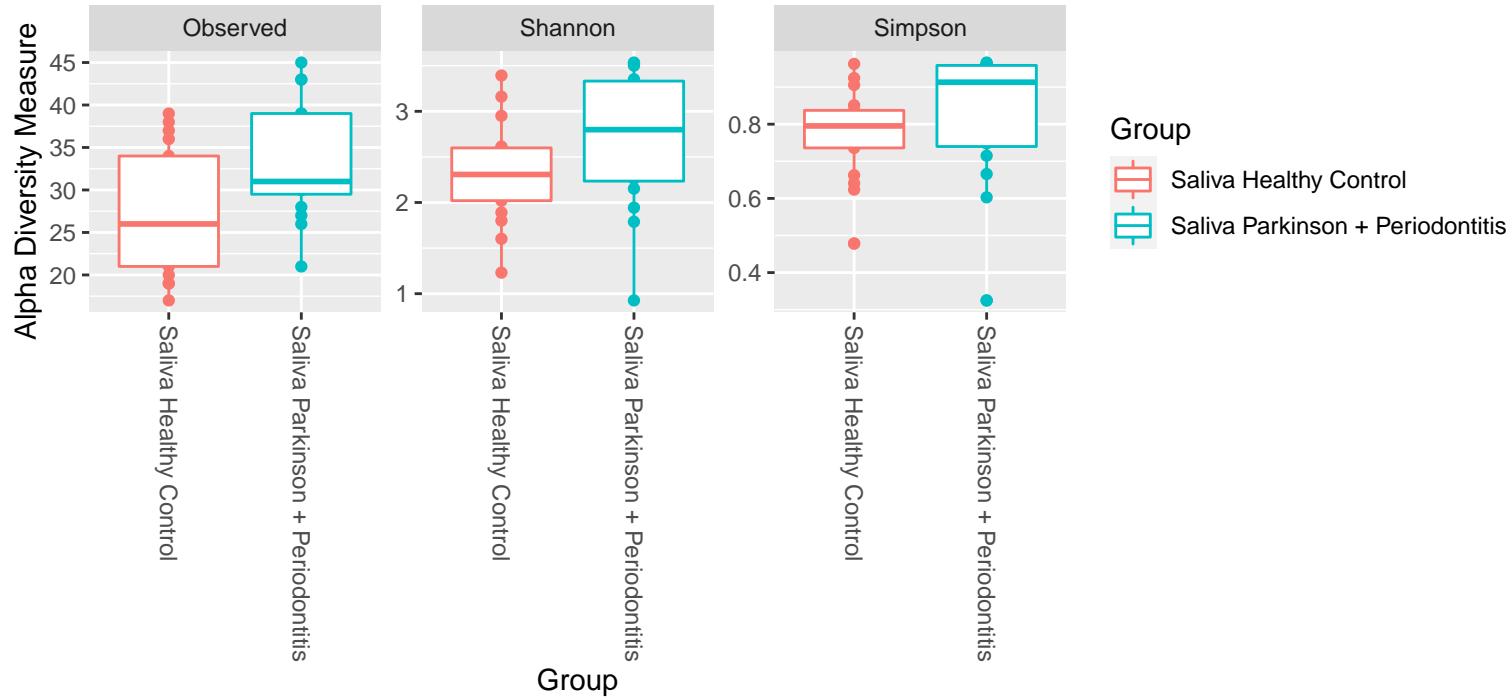 Observed
Shannon
Simpson
Alpha Diversity Measure
45
40
35
30
25
20
3
2
1
0.8
0.6
0.4
Saliva Healthy Control
Saliva Parkinson + Periodontitis
Saliva Healthy Control
Saliva Parkinson + Periodontitis
Saliva Healthy Control
Saliva Parkinson + Periodontitis
Group
Group
Saliva Healthy Control
Saliva Parkinson + Periodontitis